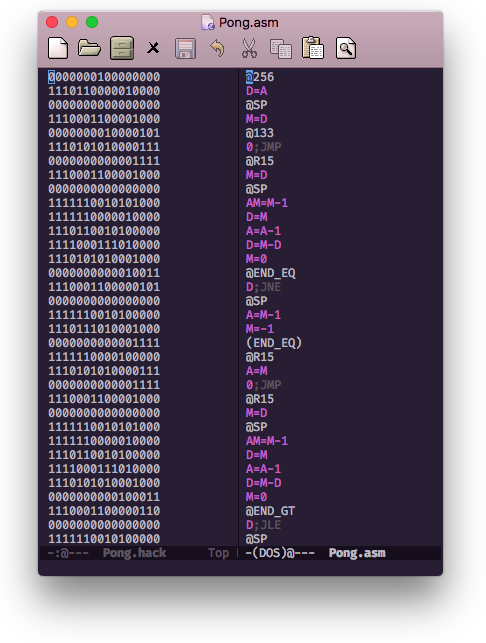 Pong.asm
0000000100000000
1110110000010000
0000000000000000
1110001100001000
0000000010000101
1110101010000111
0000000000001111
1110001100001000
0000000000000000
1111110010101000
1111110000010000
1110110010100000
1111000111010000
1110101010001000
0000000000010011
1110001100000101
0000000000000000
1111110010100000
1110111010001000
0000000000001111
1111110000100000
1110101010000111
0000000000001111
1110001100001000
0000000000000000
1111110010101000
1111110000010000
1110110010100000
1111000111010000
1110101010001000
0000000000100011
1110001100000110
0000000000000000
1111110010100000
-:@--- Pong.hack Top
@256
D=A
@SP
M=D
@133
0;JMP
@R15
M=D
@SP
AM=M-1
D=M
A=A-1
D=M-D
M=0
@END_EQ
D;JNE
@SP
A=M-1
M=-1
(END_EQ)
@R15
A=M
0;JMP
@R15
M=D
@SP
AM=M-1
D=M
A=A-1
D=M-D
M=0
@END_GT
D;JLE
@SP
-(DOS)@--- Pong.asm